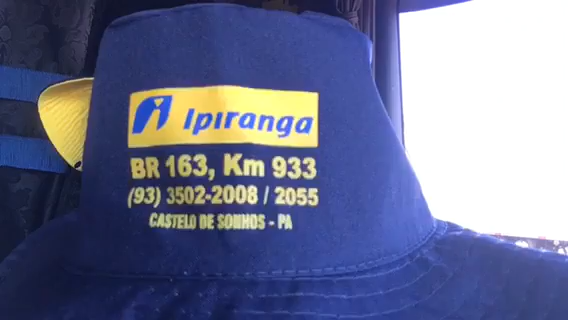 Ipiranga
BR 163, Km 933
(93) 3502-2008 / 2055
CASTELO DE SONHOS - PA